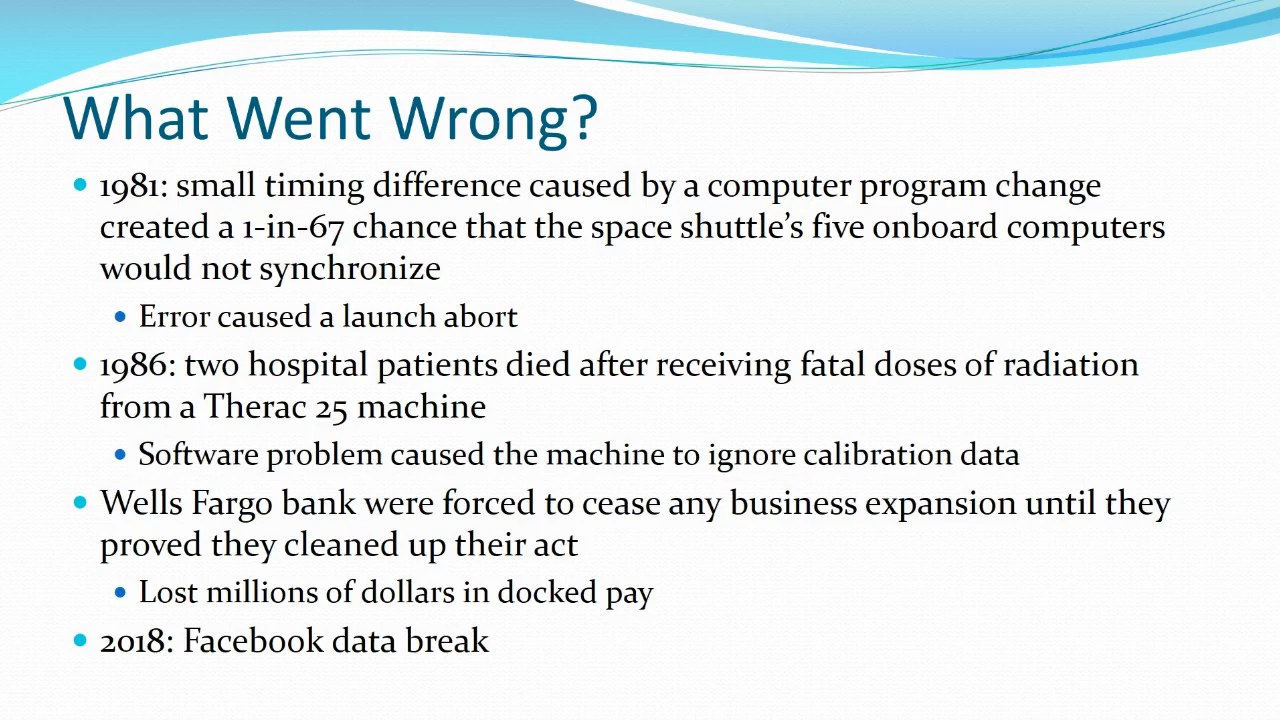 What Went Wrong?
• 1981: small timing difference caused by a computer program change
created a 1-in-67 chance that the space shuttle’s five onboard computers
would not synchronize
• Error caused a launch abort
• 1986: two hospital patients died after receiving fatal doses of radiation
from a Therac 25 machine
• Software problem caused the machine to ignore calibration data
• Wells Fargo bank were forced to cease any business expansion until they
proved they cleaned up their act
• Lost millions of dollars in docked pay
• 2018: Facebook data break